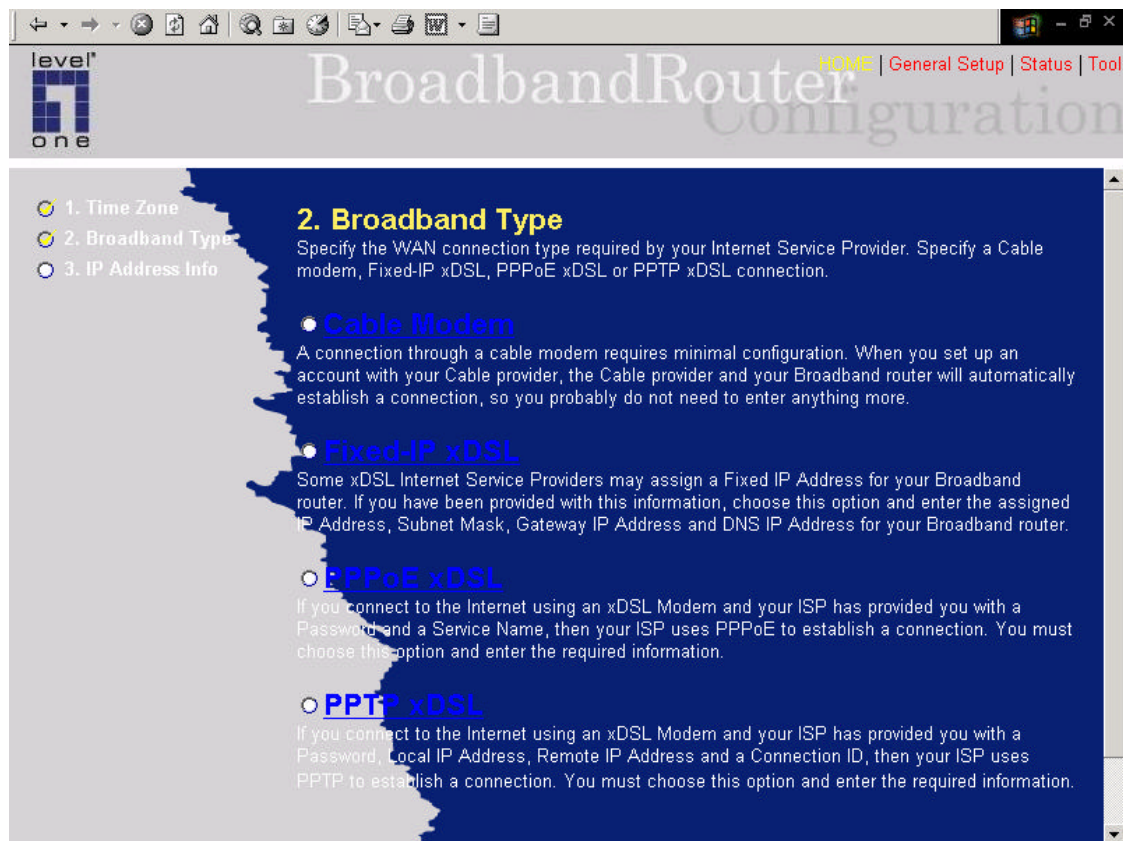 level
one
BroadbandRouter
Configuration
HOME | General Setup | Status | Tool
1. Time Zone
2. Broadband Type
3. IP Address Info
2. Broadband Type
Specify the WAN connection type required by your Internet Service Provider. Specify a Cable
modem, Fixed-IP xDSL, PPPoE xDSL or PPTP xDSL connection.
Cable Modem
A connection through a cable modem requires minimal configuration. When you set up an
account with your Cable provider, the Cable provider and your Broadband router will automatically
establish a connection, so you probably do not need to enter anything more.
Fixed-IP xDSL
Some xDSL Internet Service Providers may assign a Fixed IP Address for your Broadband
router. If you have been provided with this information, choose this option and enter the assigned
IP Address, Subnet Mask, Gateway IP Address and DNS IP Address for your Broadband router.
PPPoE xDSL
If you connect to the Internet using an xDSL Modem and your ISP has provided you with a
Password and a Service Name, then your ISP uses PPPoE to establish a connection. You must
choose this option and enter the required information.
PPTP xDSL
If you connect to the Internet using an xDSL Modem and your ISP has provided you with a
Password, Local IP Address, Remote IP Address and a Connection ID, then your ISP uses
PPTP to establish a connection. You must choose this option and enter the required information.